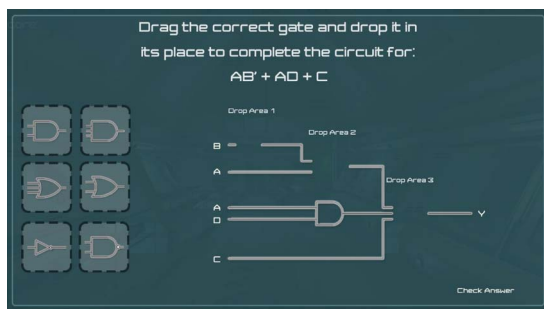 Drag the correct gate and drop it in
its place to complete the circuit for:
AB' + AD + C
Drop Area 1
Drop Area 2
B
A
Drop Area 3
A
D
Y
C
Check Answer